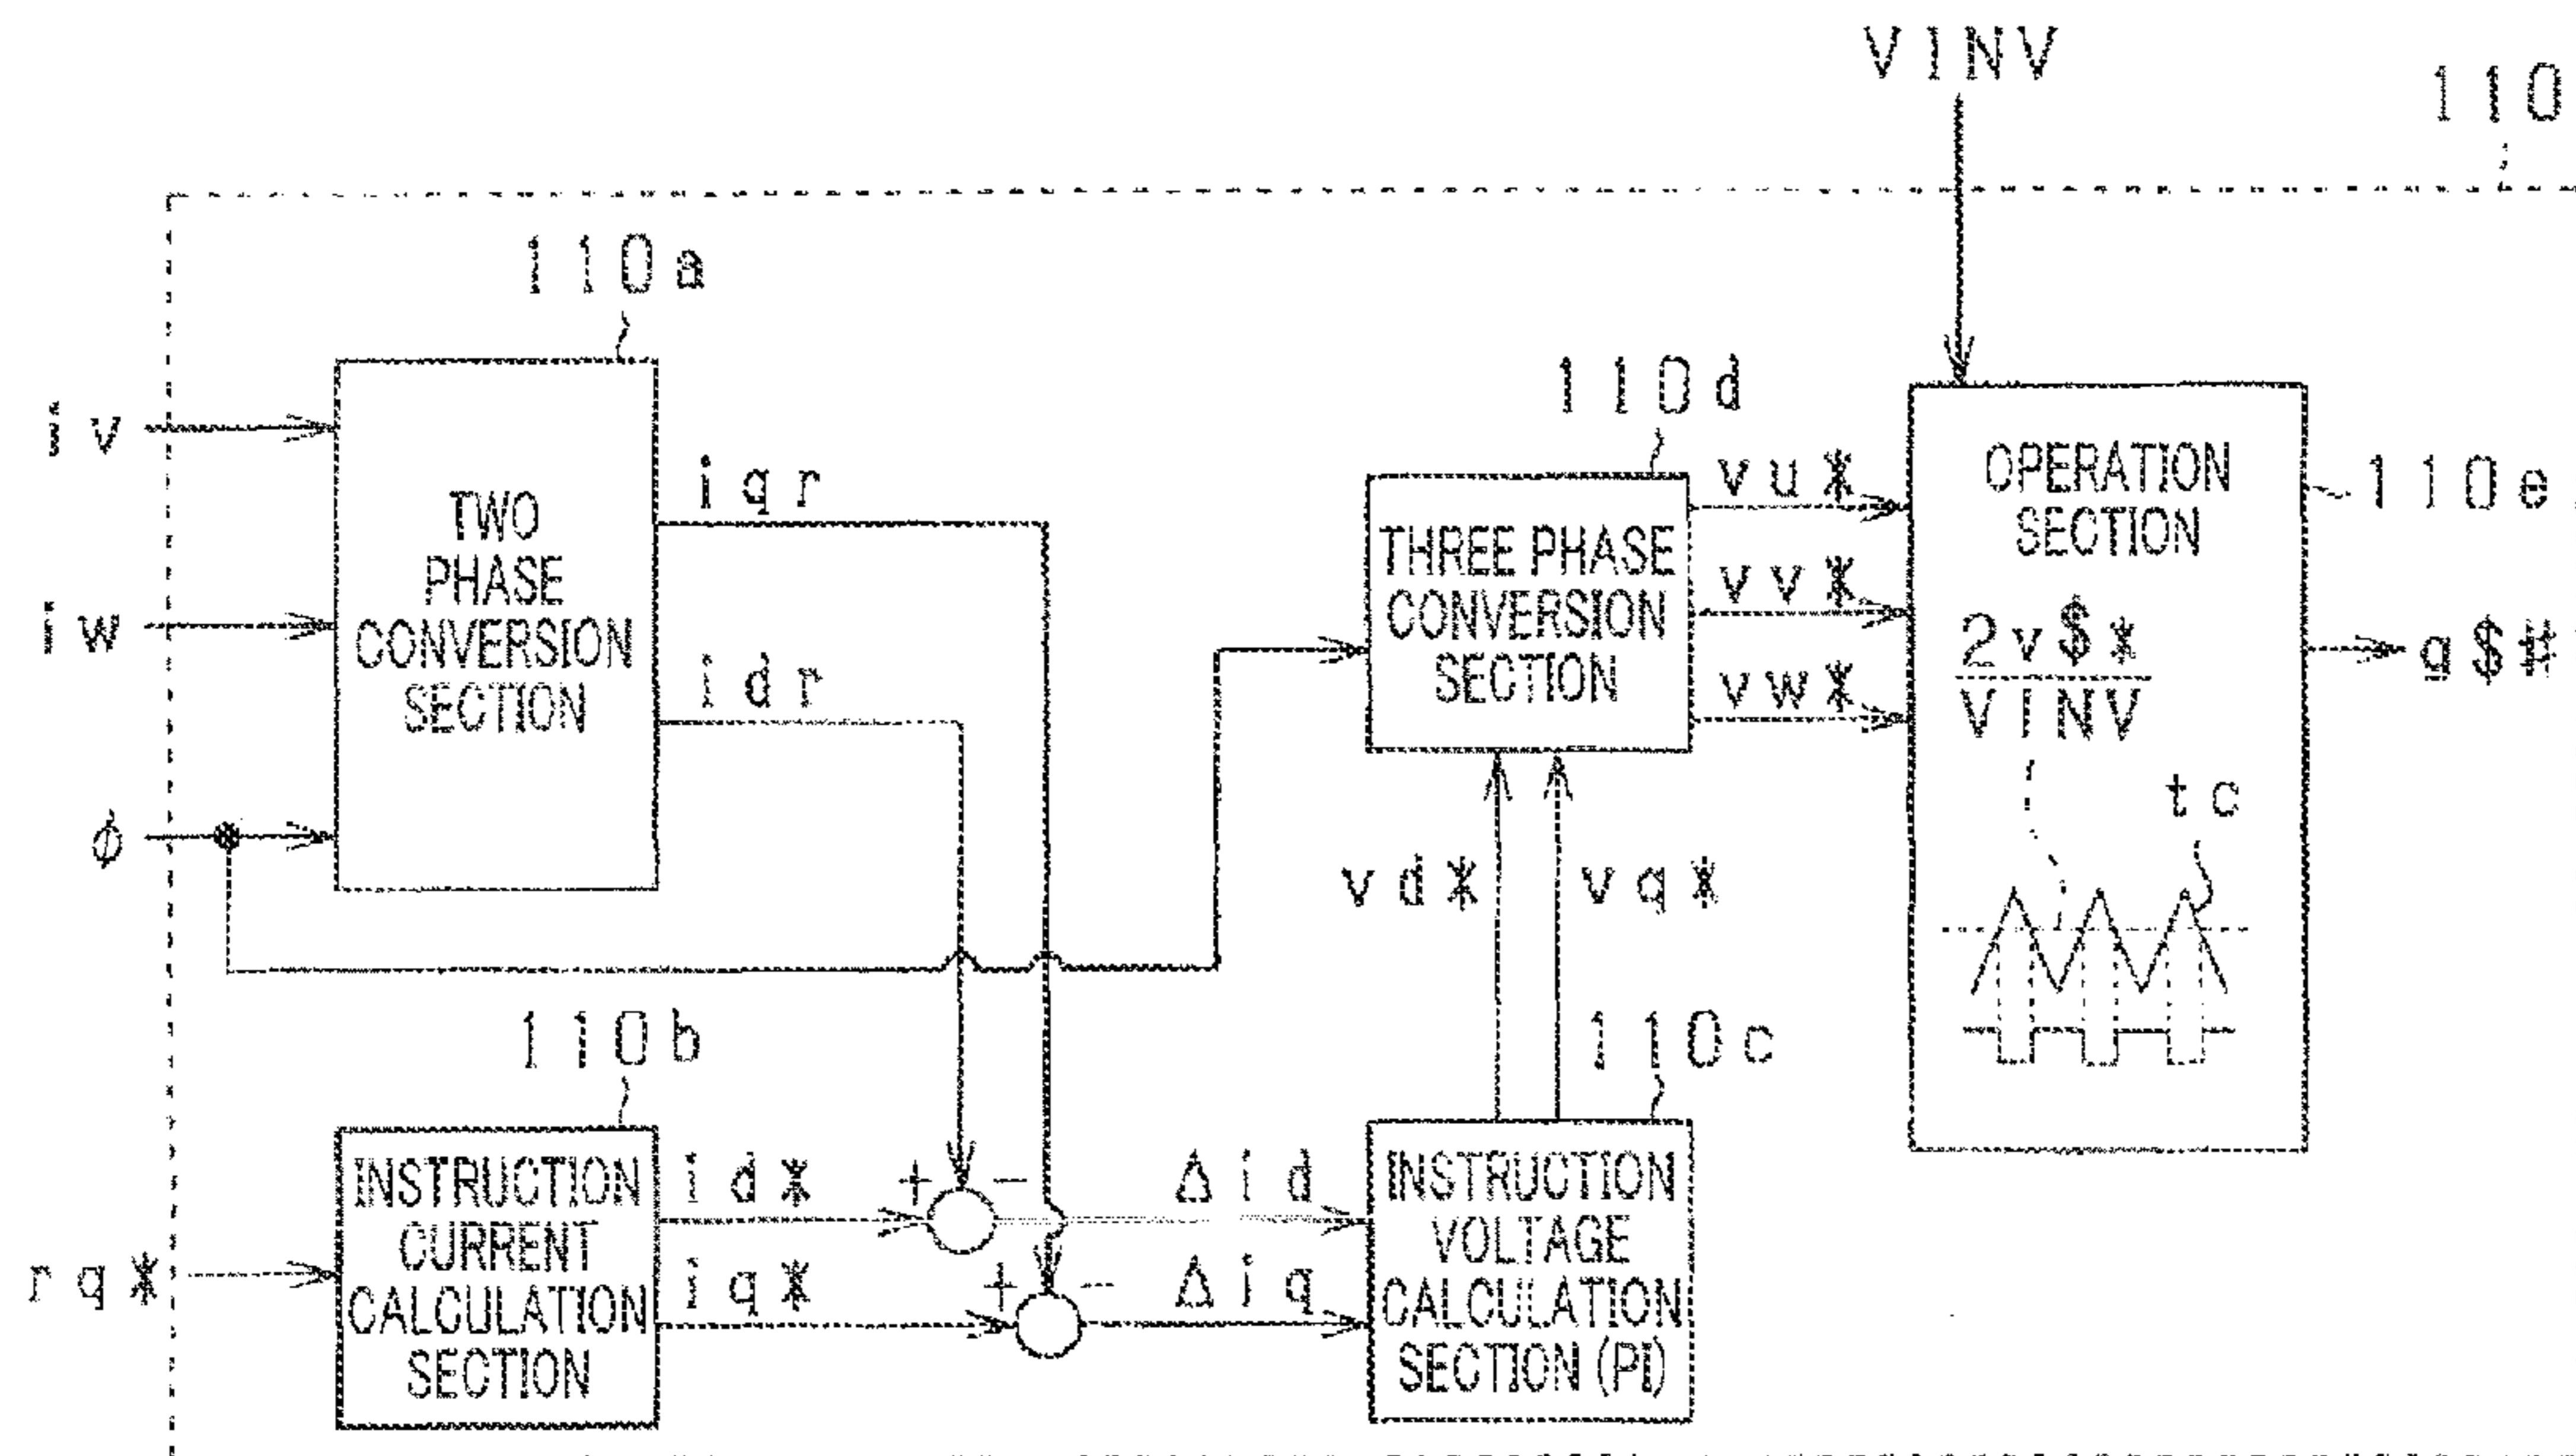 VINV
110
110a
iv
iw
φ
TWO
PHASE
CONVERSION
SECTION
iqr
idr
110d
THREE PHASE
CONVERSION
SECTION
vu*
vv*
vw*
OPERATION
SECTION
2v$*
VINV
tc
110e
g$#
vd*
vq*
110b
rq*
INSTRUCTION
CURRENT
CALCULATION
SECTION
id*
iq*
+
−
+
−
Δid
Δiq
110c
INSTRUCTION
VOLTAGE
CALCULATION
SECTION (PI)